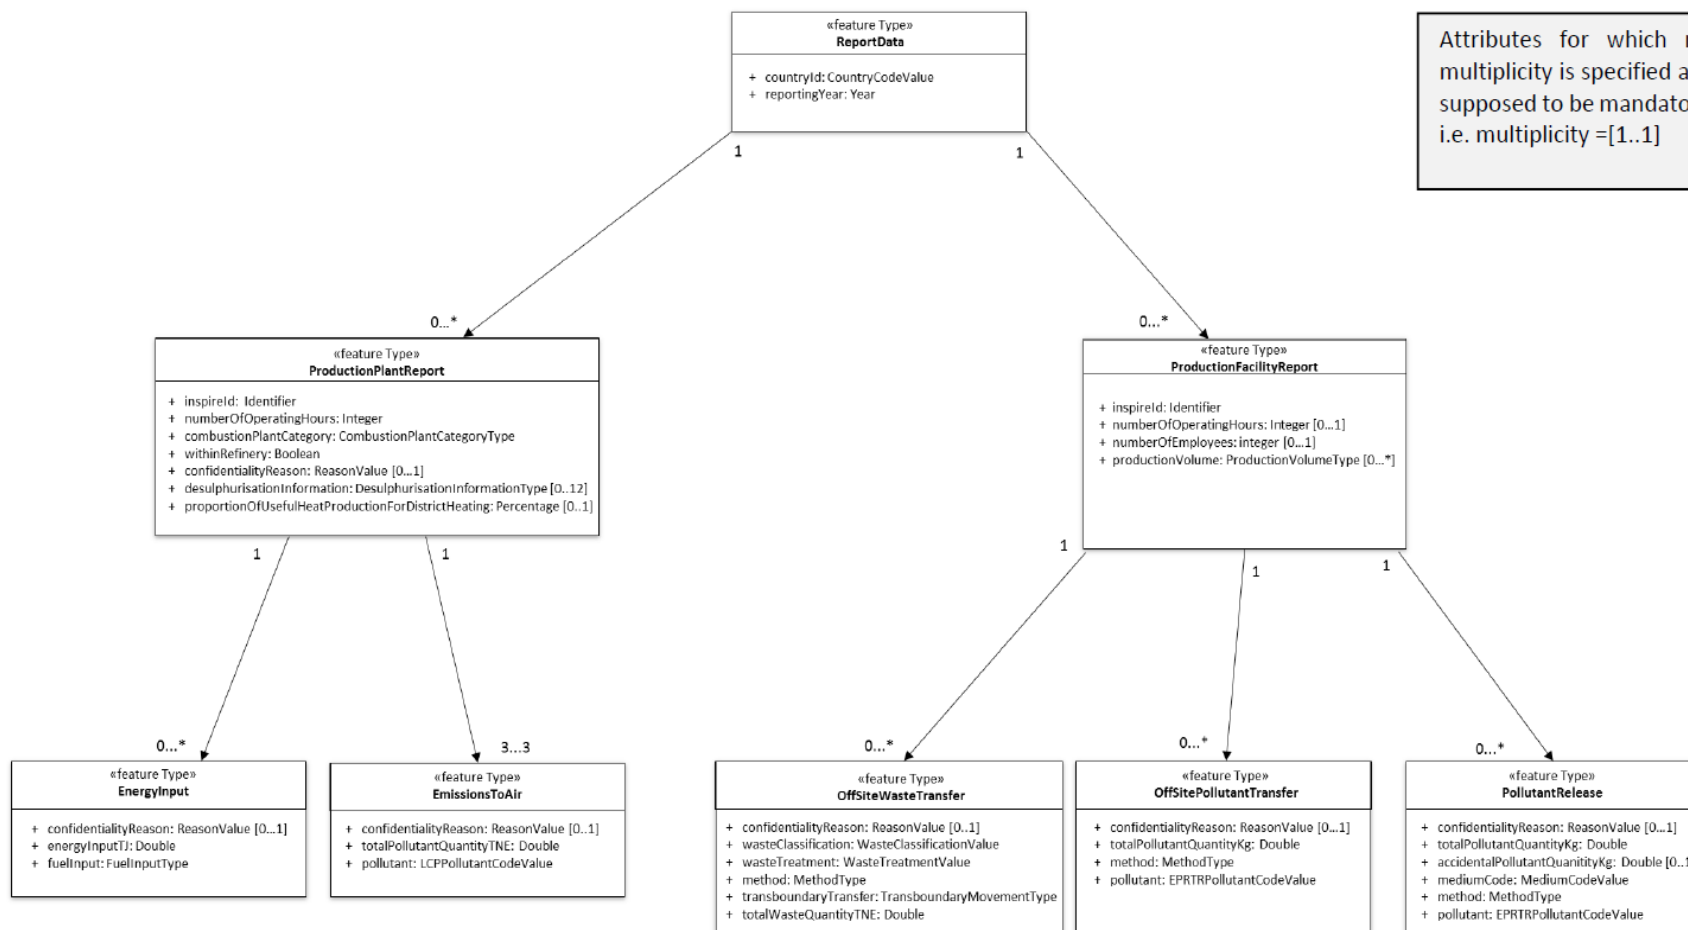 «feature Type»
ReportData
+ countryId: CountryCodeValue
+ reportingYear: Year
Attributes for which
multiplicity is specified
supposed to be
i.e. multiplicity =[1..1]
1
1
0...*
0...*
«feature Type»
ProductionPlantReport
+ inspireId: Identifier
+ numberOfOperatingHours: Integer
+ combustionPlantCategory: CombustionPlantCategoryType
+ withinRefinery: Boolean
+ confidentialityReason: ReasonValue [0...1]
+ desulphurisationInformation: DesulphurisationInformationType [0..12]
+ proportionOfUsefulHeatProductionForDistrictHeating: Percentage [0..1]
«feature Type»
ProductionFacilityReport
+ inspireId: Identifier
+ numberOfOperatingHours: Integer [0...1]
+ numberOfEmployees: integer [0...1]
+ productionVolume: ProductionVolumeType [0...*]
1
1
1
1
1
0...*
3...3
0...*
0...*
0...*
«feature Type»
EnergyInput
+ confidentialityReason: ReasonValue [0...1]
+ energyInputTJ: Double
+ fuelInput: FuelInputType
«feature Type»
EmissionsToAir
+ confidentialityReason: ReasonValue [0..1]
+ totalPollutantQuantityTNE: Double
+ pollutant: LCPPollutantCodeValue
«feature Type»
OffSiteWasteTransfer
+ confidentialityReason: ReasonValue [0..1]
+ wasteClassification: WasteClassificationValue
+ wasteTreatment: WasteTreatmentValue
+ method: MethodType
+ transboundaryTransfer: TransboundaryMovementType
+ totalWasteQuantityTNE: Double
«feature Type»
OffSitePollutantTransfer
+ confidentialityReason: ReasonValue [0..1]
+ totalPollutantQuantityKg: Double
+ method: MethodType
+ pollutant: EPRTRPollutantCodeValue
«feature Type»
PollutantRelease
+ confidentialityReason: ReasonValue [0..1]
+ totalPollutantQuantityKg: Double
+ accidentalPollutantQuanitityKg: Double [0..1
+ mediumCode: MediumCodeValue
+ method: MethodType
+ pollutant: EPRTRPollutantCodeValue